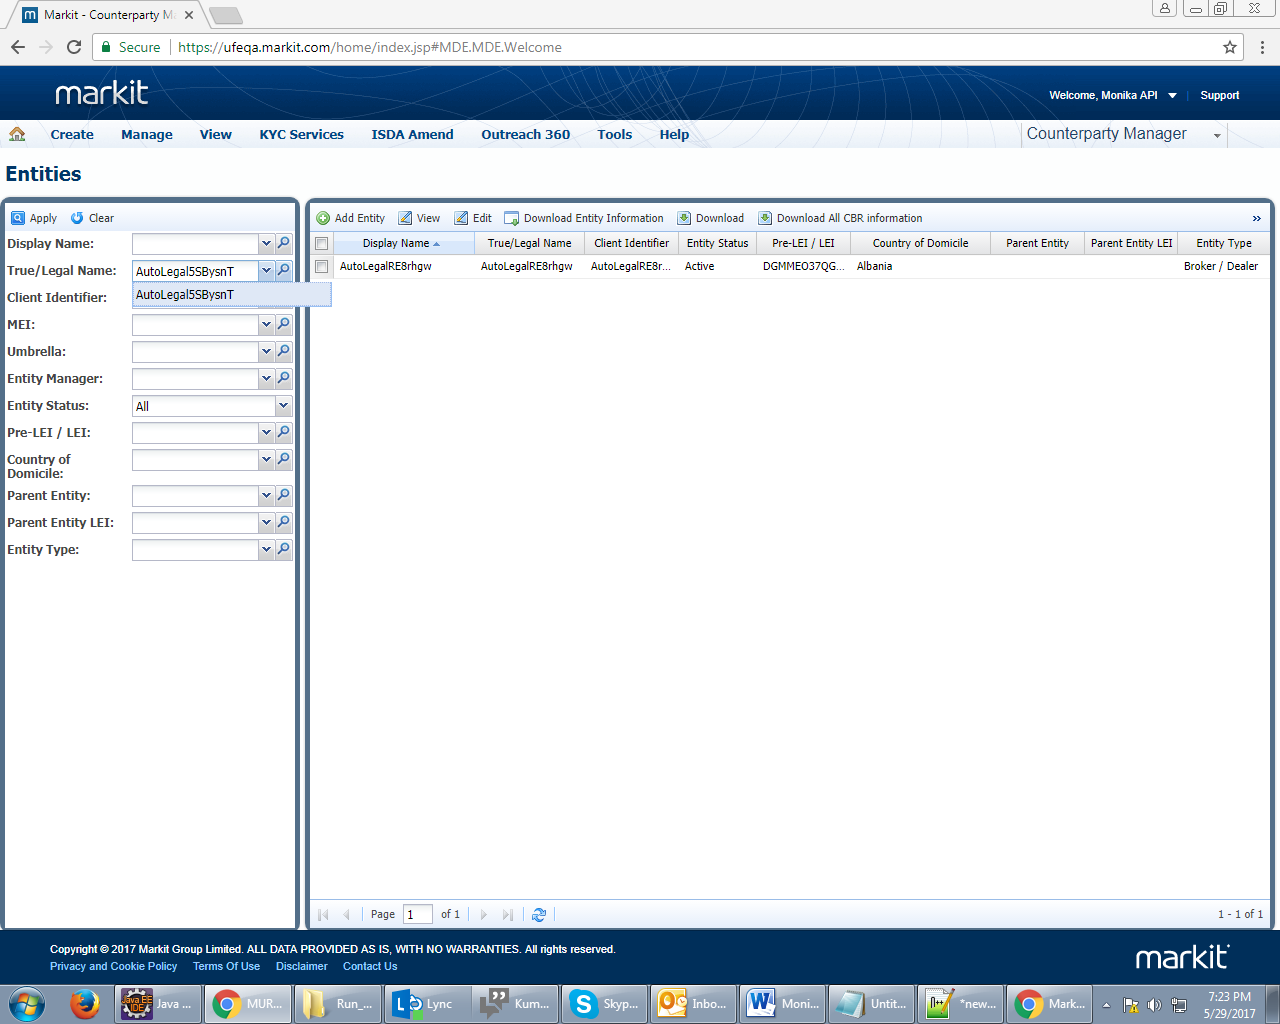 Markit - Counterparty Ma
Secure https://ufeqa.markit.com/home/index.jsp#MDE.MDE.Welcome
markit
Welcome, Monika API Support
Create Manage View KYC Services ISDA Amend Outreach 360 Tools Help Counterparty Manager
Entities
Apply Clear
Add Entity View Edit Download Entity Information Download Download All CBR information »
Display Name:
True/Legal Name: AutoLegal5SBysnT
AutoLegal5SBysnT
Client Identifier:
MEI:
Umbrella:
Entity Manager:
Entity Status: All
Pre-LEI / LEI:
Country of
Domicile:
Parent Entity:
Parent Entity LEI:
Entity Type:
Display Name True/Legal Name Client Identifier Entity Status Pre-LEI / LEI Country of Domicile Parent Entity Parent Entity LEI Entity Type
AutoLegalRE8rhgw AutoLegalRE8rhgw AutoLegalRE8r... Active DGMMEO37QG... Albania Broker / Dealer
Page 1 of 1 1 - 1 of 1
Copyright © 2017 Markit Group Limited. ALL DATA PROVIDED AS IS, WITH NO WARRANTIES. All rights reserved.
Privacy and Cookie Policy Terms Of Use Disclaimer Contact Us
markit
Java EE IDE Java ... MUR... Run_... Lync Kum... Skyp... Inbo... Moni... Untit... *new... Mark...
7:23 PM
5/29/2017